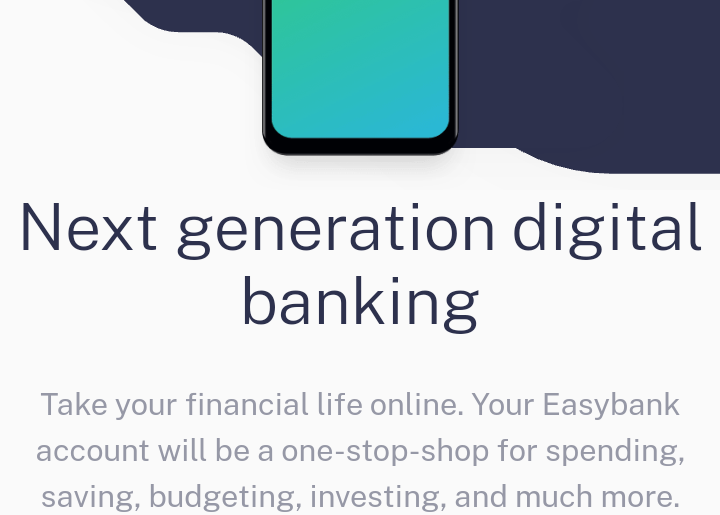 Next generation digital
banking
Take your financial life online. Your Easybank
account will be a one-stop-shop for spending,
saving, budgeting, investing, and much more.